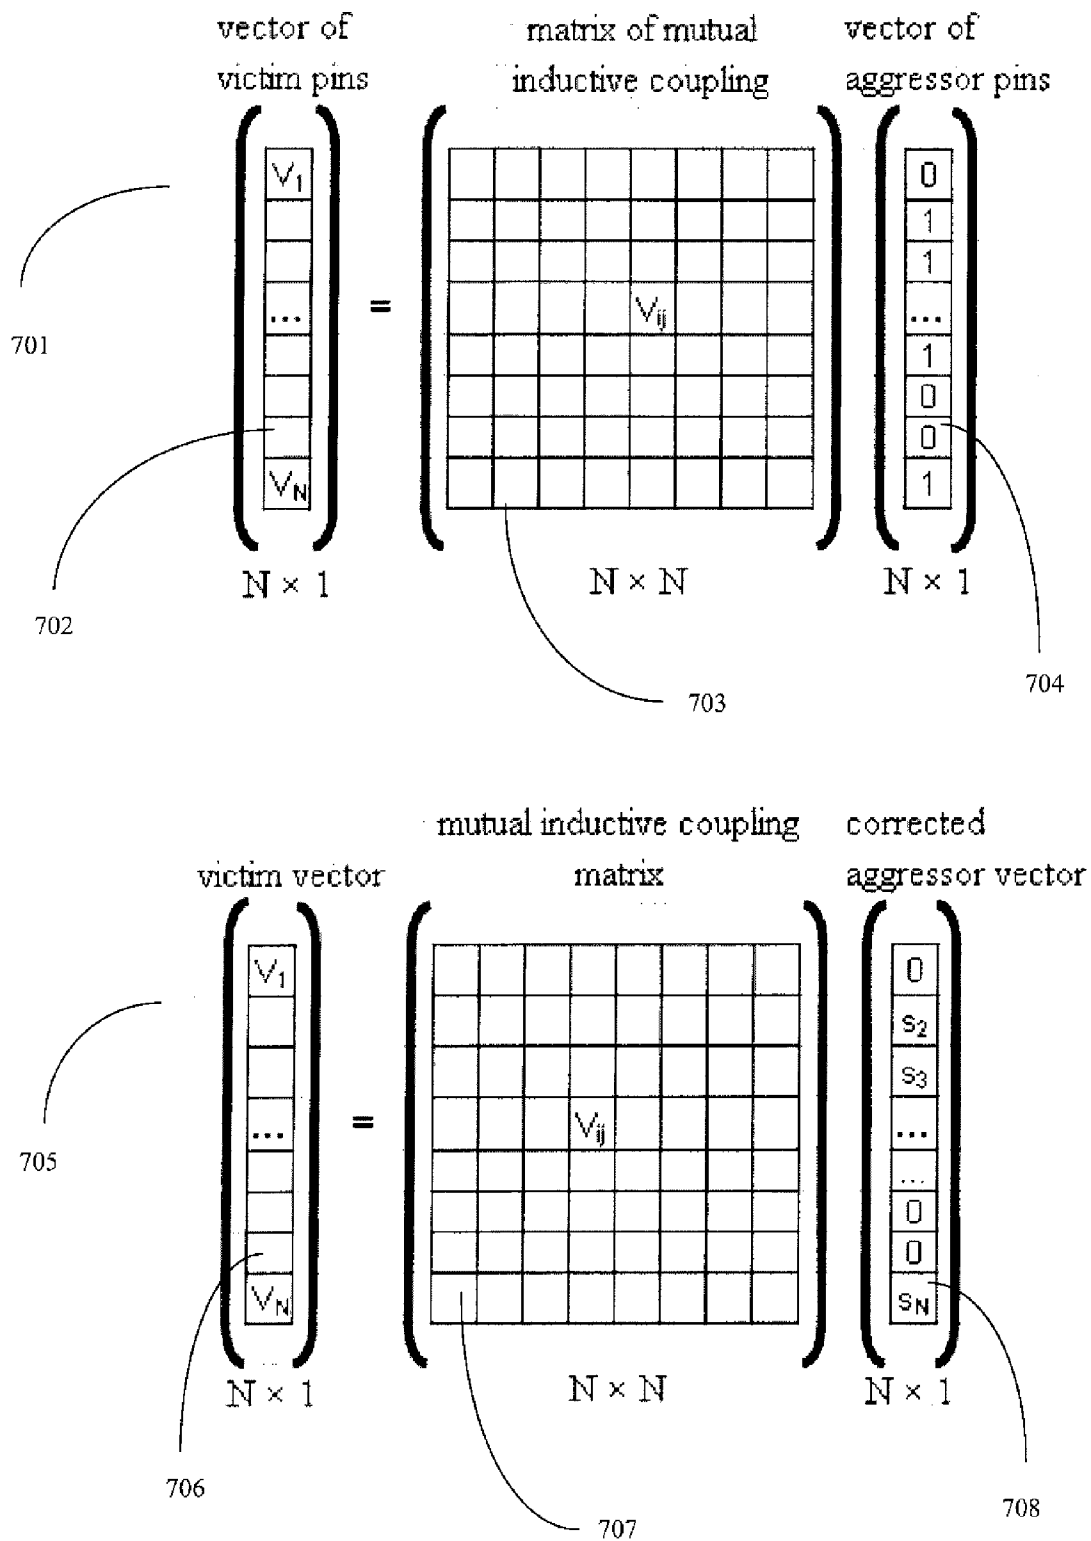 vector of victim pins
matrix of mutual inductive coupling
vector of aggressor pins
V1
...
VN
=
Vij
0
1
1
...
1
0
0
1
N × 1
N × N
N × 1
701
702
703
704
victim vector
mutual inductive coupling matrix
corrected aggressor vector
V1
...
VN
=
Vij
0
s2
s3
...
...
0
0
sN
N × 1
N × N
N × 1
705
706
707
708